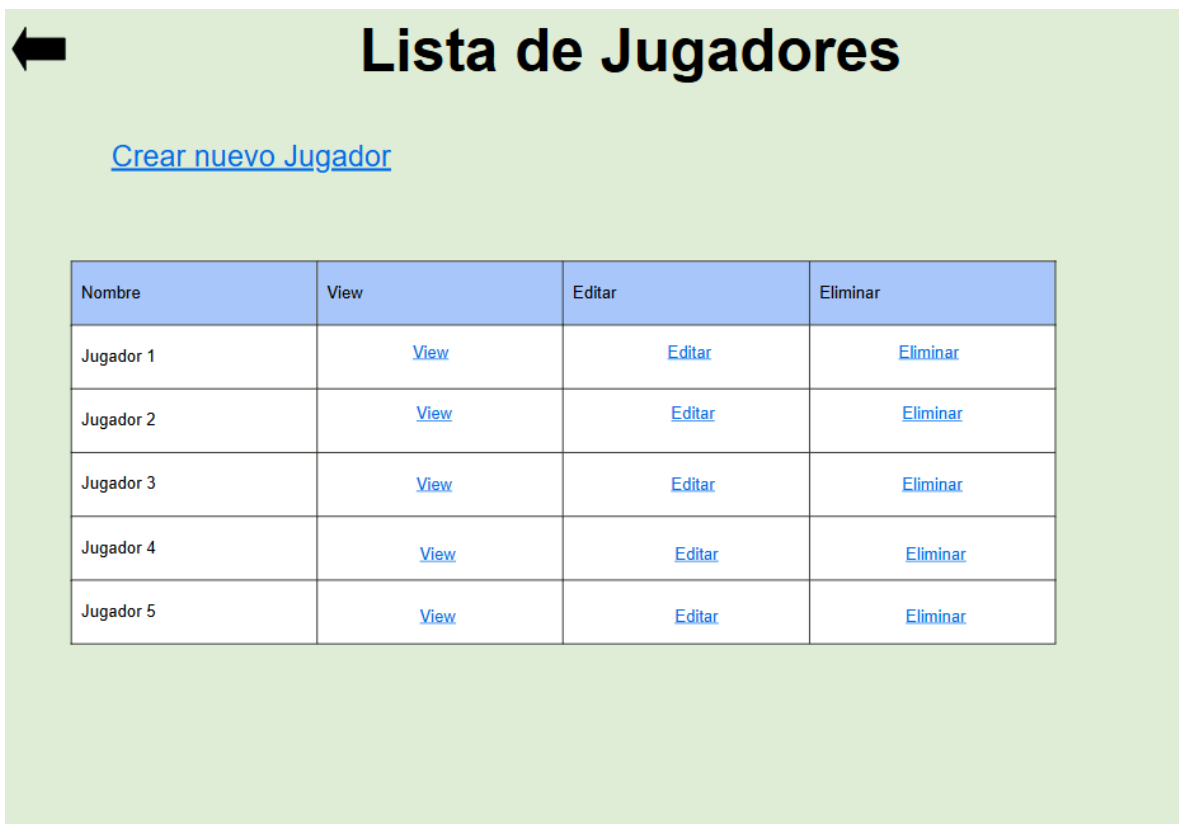 Lista de Jugadores
Crear nuevo Jugador
Nombre View Editar Eliminar
Jugador 1 View Editar Eliminar
Jugador 2 View Editar Eliminar
Jugador 3 View Editar Eliminar
Jugador 4 View Editar Eliminar
Jugador 5 View Editar Eliminar